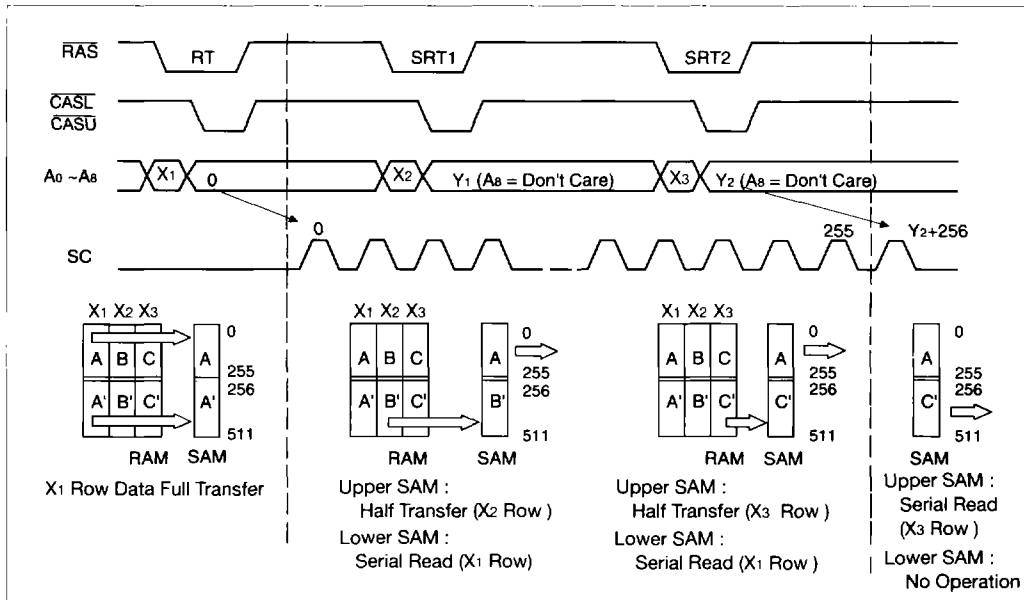 RAS RT SRT1 SRT2
CASL
CASU
A0 ~A8 X1 0 X2 Y1 (A8 = Don't Care) X3 Y2 (A8 = Don't Care)
SC 0 255 Y2+256
X1 X2 X3 X1 X2 X3 X1 X2 X3
0 0 0 0
A B C A A B C A A B C A A
255 255 255 255
256 256 256 256
A' B' C' A' A' B' C' B' A' B' C' C' C'
511 511 511 511
RAM SAM RAM SAM RAM SAM SAM
X1 Row Data Full Transfer
Upper SAM :
Half Transfer (X2 Row )
Lower SAM :
Serial Read (X1 Row)
Upper SAM :
Half Transfer (X3 Row )
Lower SAM :
Serial Read (X1 Row )
Upper SAM :
Serial Read
(X3 Row )
Lower SAM :
No Operation